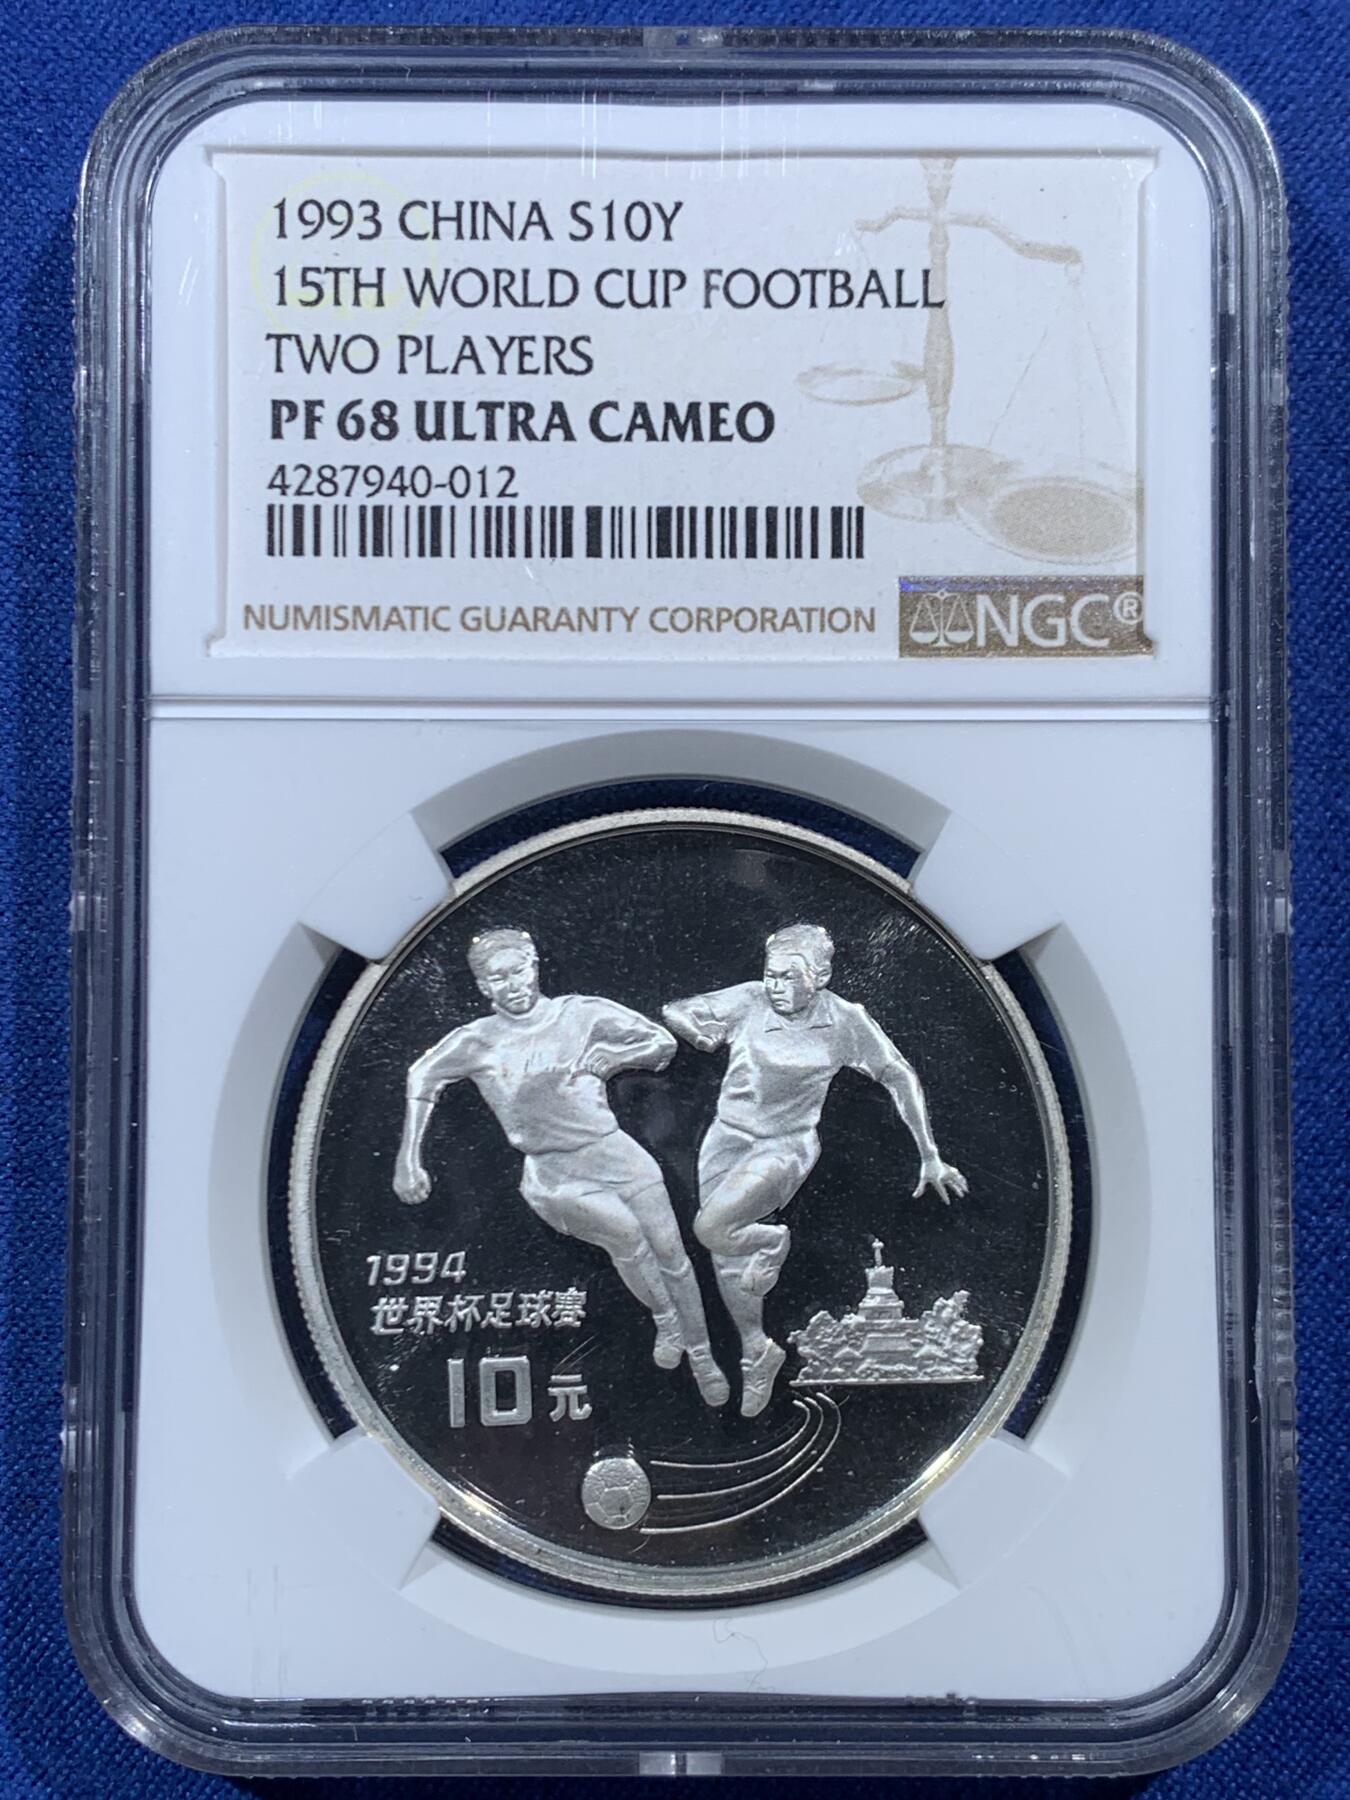 1993 CHINA S10Y
15TH WORLD CUP FOOTBALL
TWO PLAYERS
PF 68 ULTRA CAMEO
4287940-012
NUMISMATIC GUARANTY CORPORATION
NGC®
1994
世界杯足球赛
10元